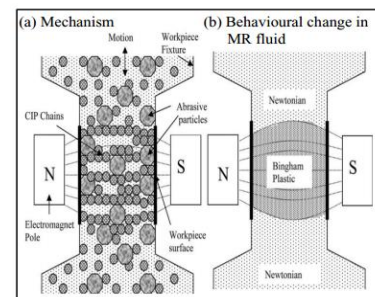 (a) Mechanism
Motion
Workpiece
Fixture
CIP Chains
Abrasive
particles
N
S
Electromagnet
Pole
Workpiece
surface
(b) Behavioural change in
MR fluid
Newtonian
N
Bingham
Plastic
S
Newtonian